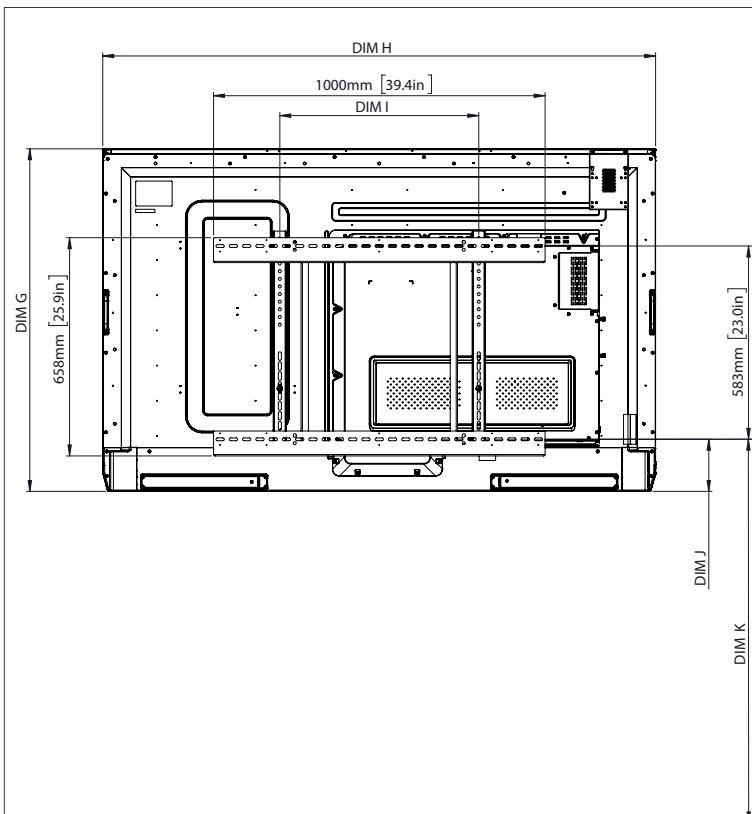 DIM H
1000mm [39.4in]
DIM I
DIM G
658mm [25.9in]
583mm [23.0in]
DIM J
DIM K